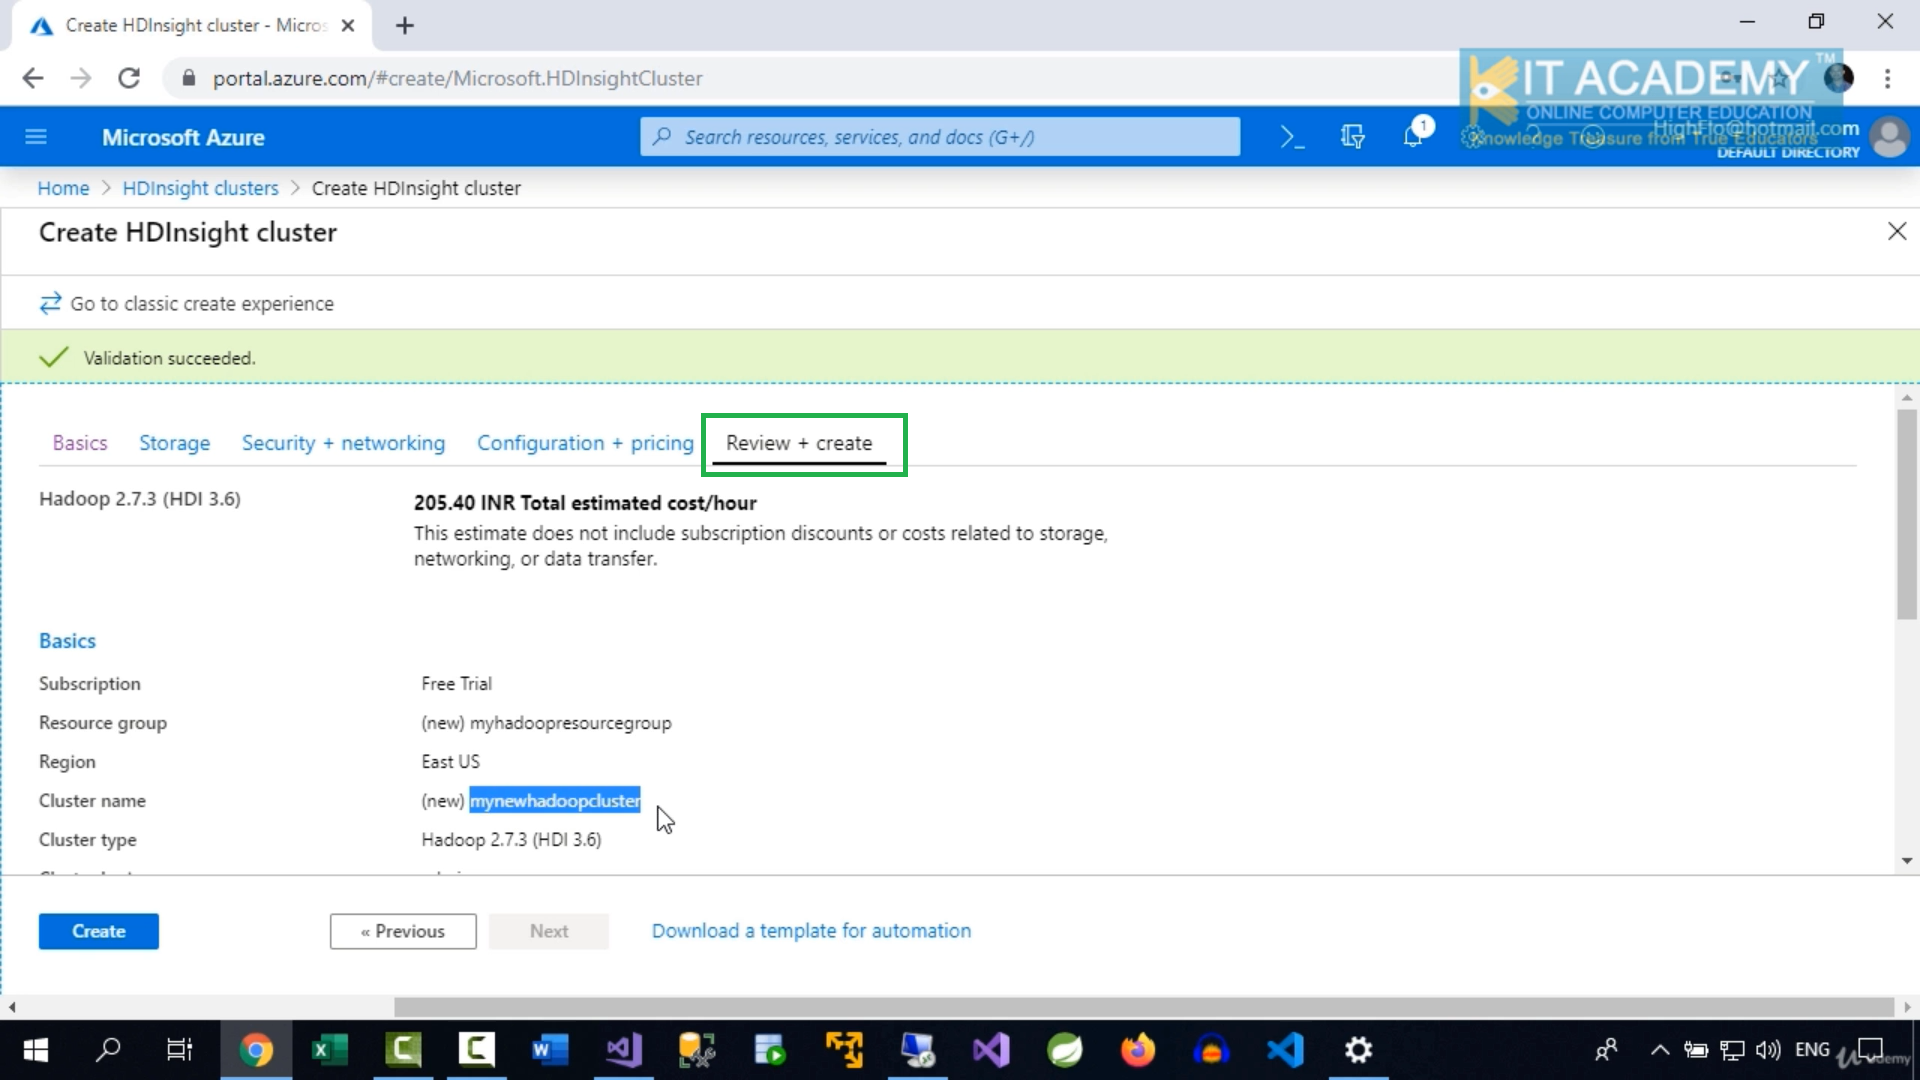 Create HDInsight cluster - Micros
portal.azure.com/#create/Microsoft.HDInsightCluster
KIT ACADEMY™
ONLINE COMPUTER EDUCATION
Knowledge Treasure from True Educators
Microsoft Azure
Search resources, services, and docs (G+/)
1
HighFlo@hotmail.com
DEFAULT DIRECTORY
Home > HDInsight clusters > Create HDInsight cluster
Create HDInsight cluster
Go to classic create experience
Validation succeeded.
Basics Storage Security + networking Configuration + pricing Review + create
Hadoop 2.7.3 (HDI 3.6)
205.40 INR Total estimated cost/hour
This estimate does not include subscription discounts or costs related to storage,
networking, or data transfer.
Basics
Subscription Free Trial
Resource group (new) myhadoopresourcegroup
Region East US
Cluster name (new) mynewhadoopcluster
Cluster type Hadoop 2.7.3 (HDI 3.6)
Create « Previous Next Download a template for automation
ENG
udemy